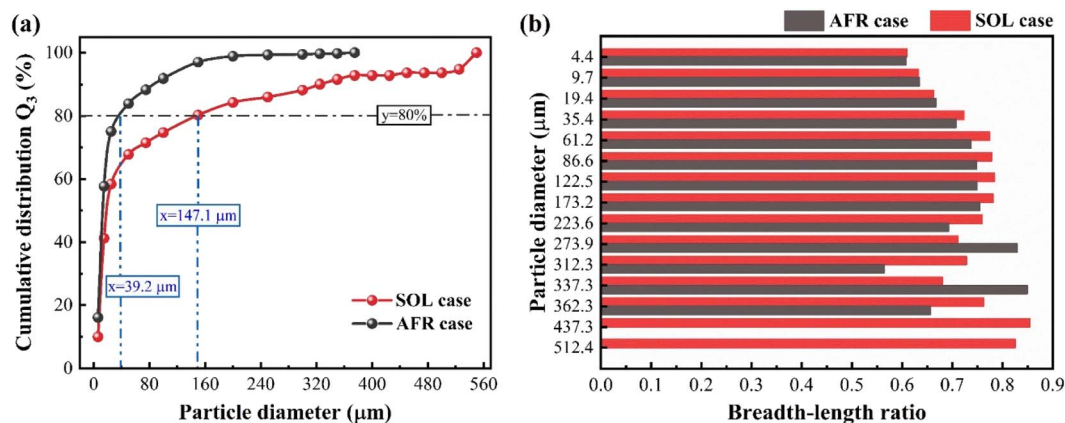 (a)
Cumulative distribution Q3 (%)
100
80
60
40
20
0
y=80%
x=147.1 μm
x=39.2 μm
SOL case
AFR case
0 80 160 240 320 400 480 560
Particle diameter (μm)
(b)
AFR case SOL case
Particle diameter (μm)
4.4
9.7
19.4
35.4
61.2
86.6
122.5
173.2
223.6
273.9
312.3
337.3
362.3
437.3
512.4
0.0 0.1 0.2 0.3 0.4 0.5 0.6 0.7 0.8 0.9
Breadth-length ratio